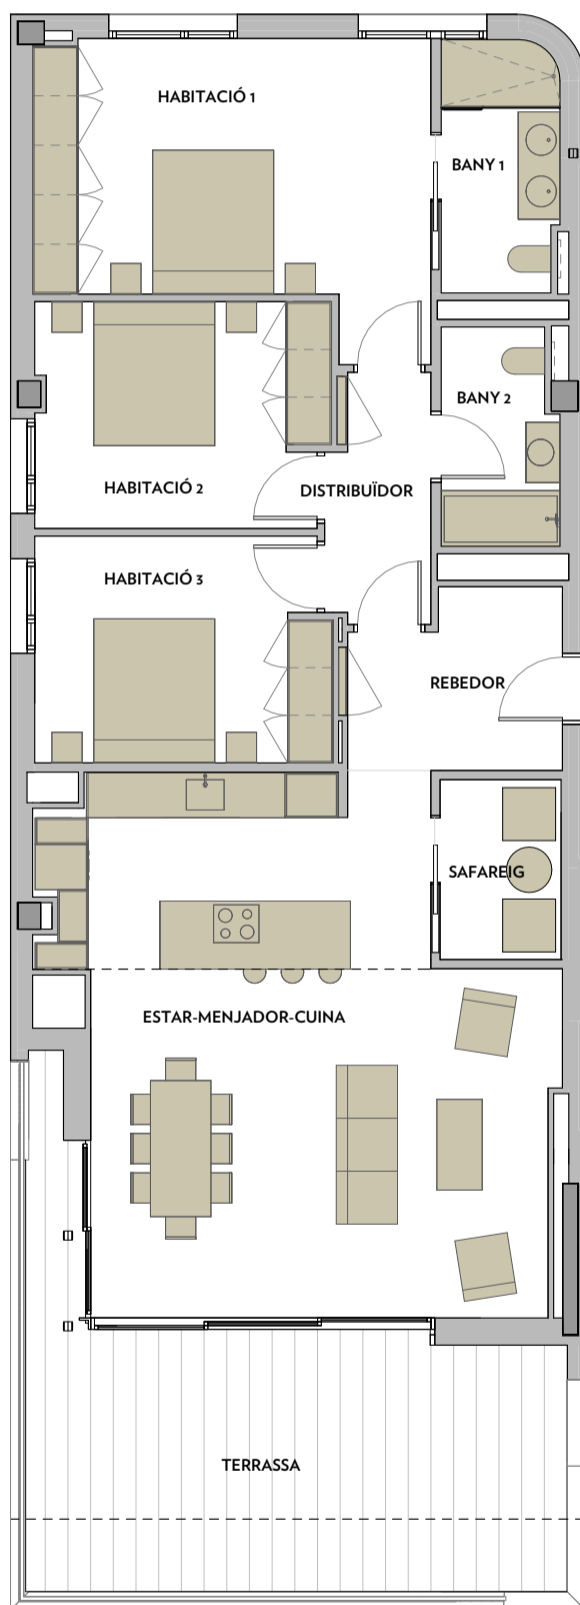 HABITACIÓ 1
BANY 1
BANY 2
HABITACIÓ 2
DISTRIBUÏDOR
HABITACIÓ 3
REBEDOR
SAFAREIG
ESTAR-MENJADOR-CUINA
TERRASSA